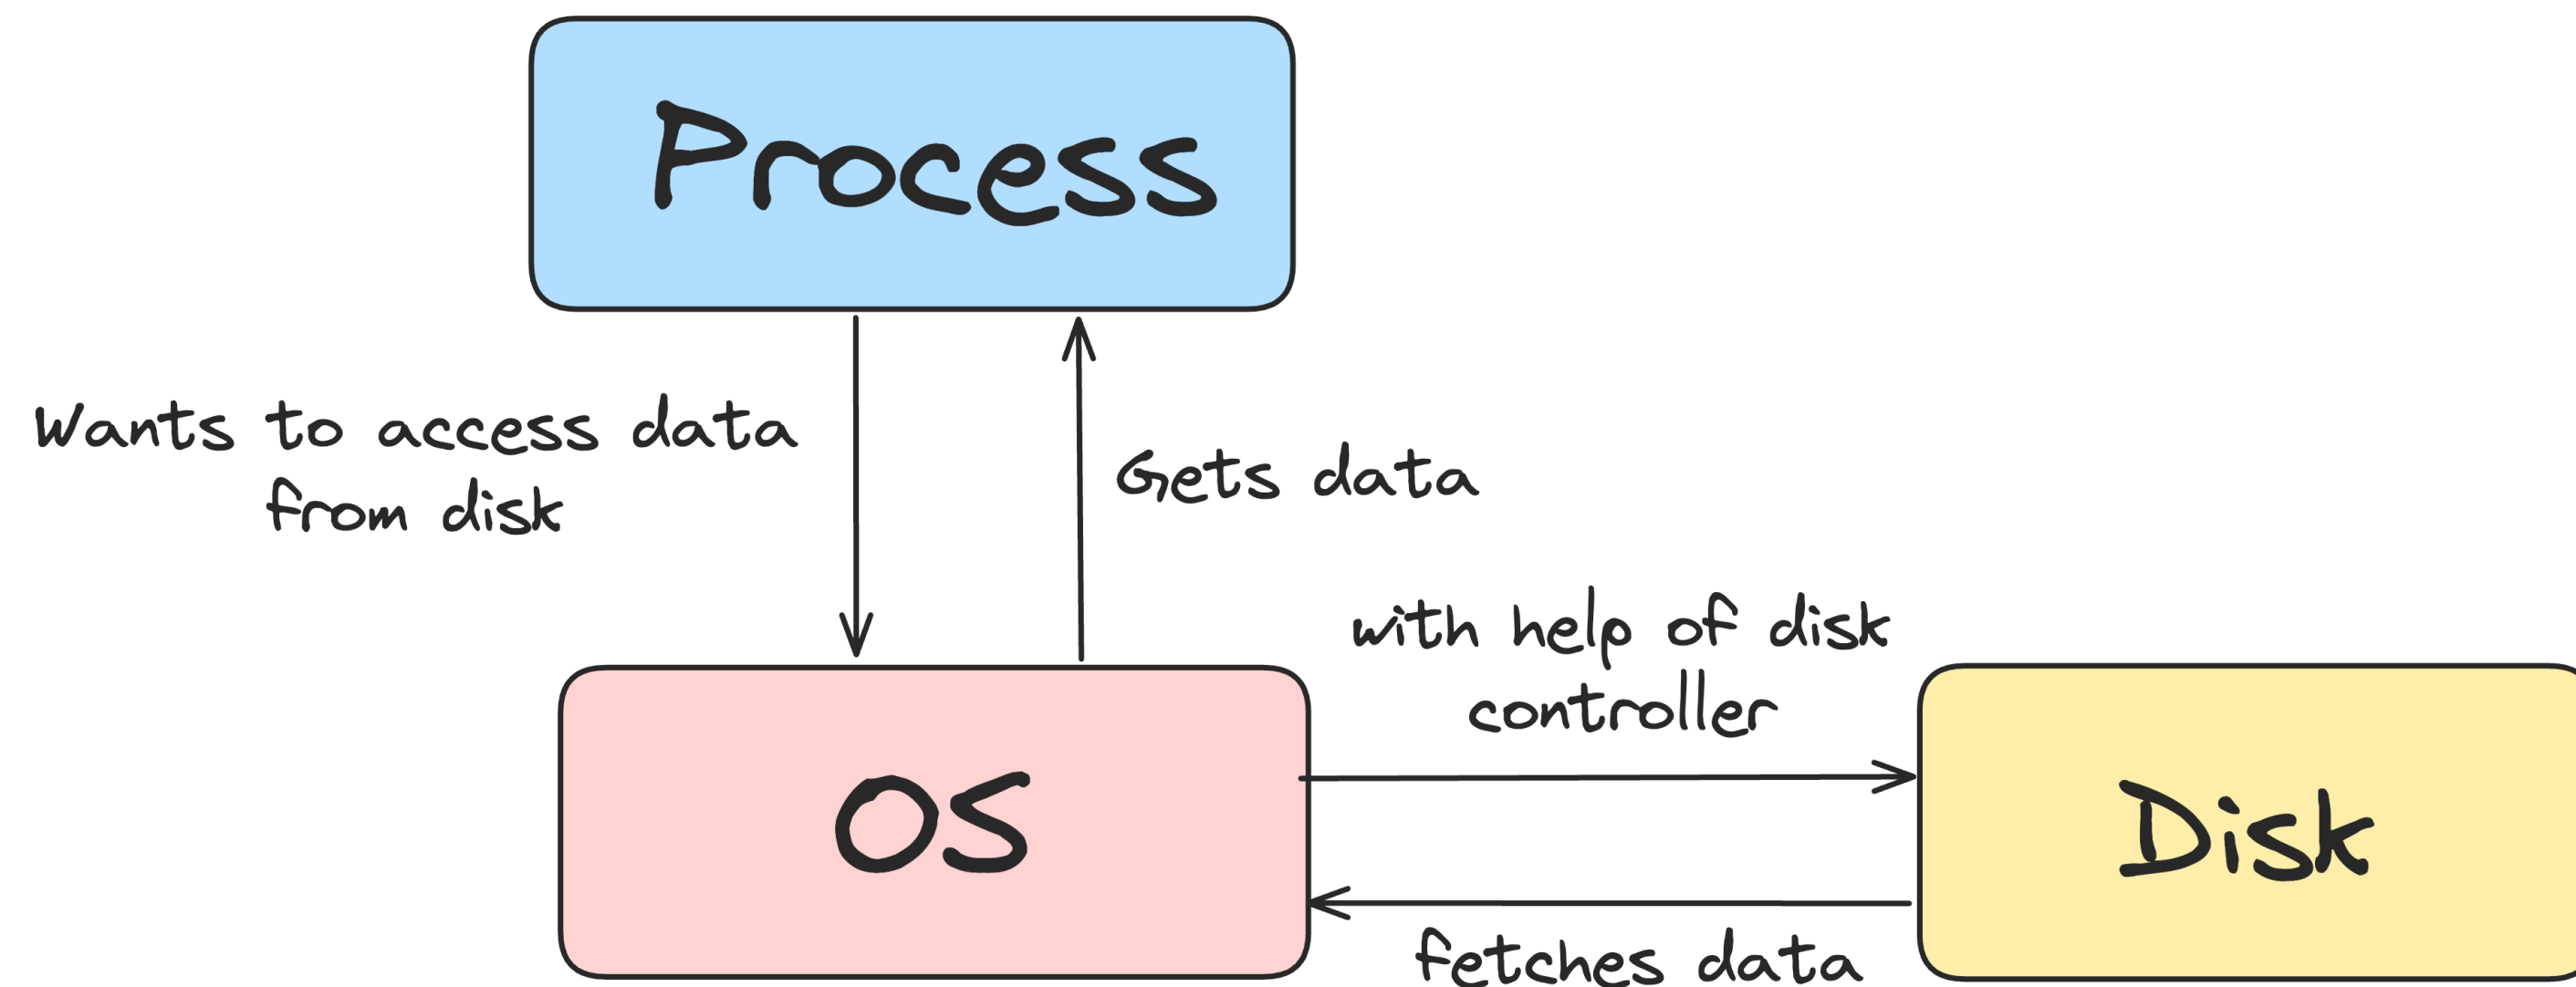 Process
Wants to access data
from disk
Gets data
with help of disk
controller
OS
Disk
fetches data